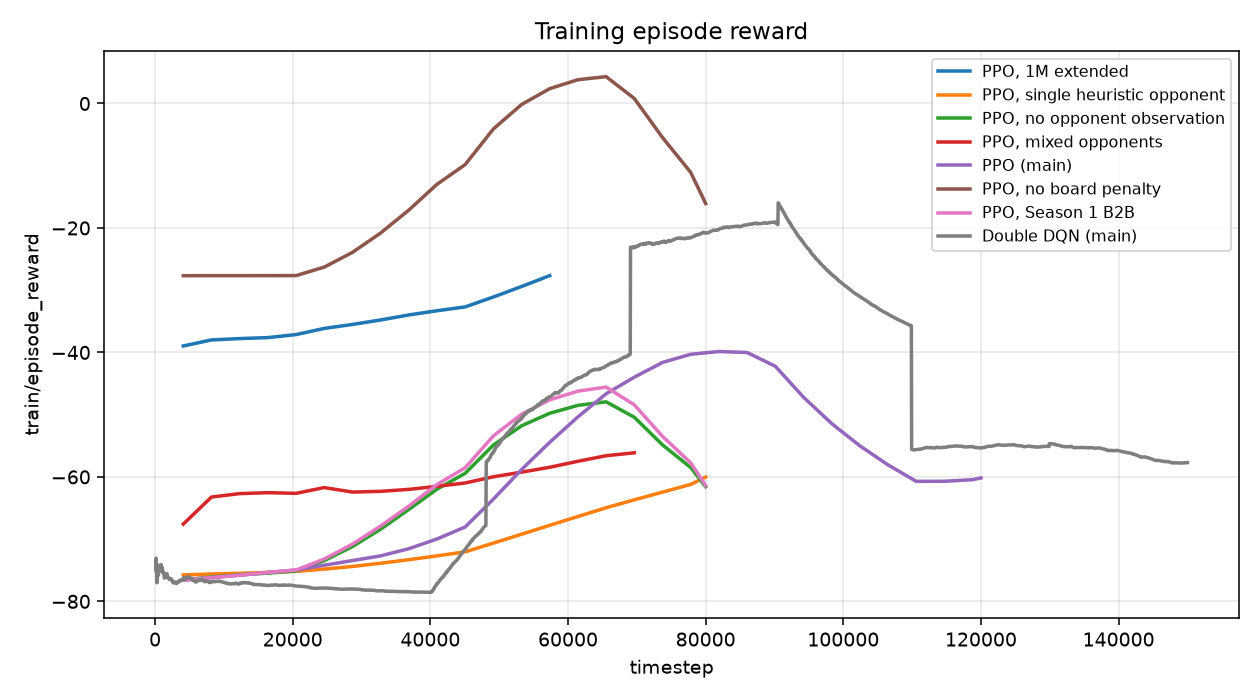 Training episode reward
train/episode_reward
0
−20
−40
−60
−80
0
20000
40000
60000
80000
100000
120000
140000
timestep
PPO, 1M extended
PPO, single heuristic opponent
PPO, no opponent observation
PPO, mixed opponents
PPO (main)
PPO, no board penalty
PPO, Season 1 B2B
Double DQN (main)